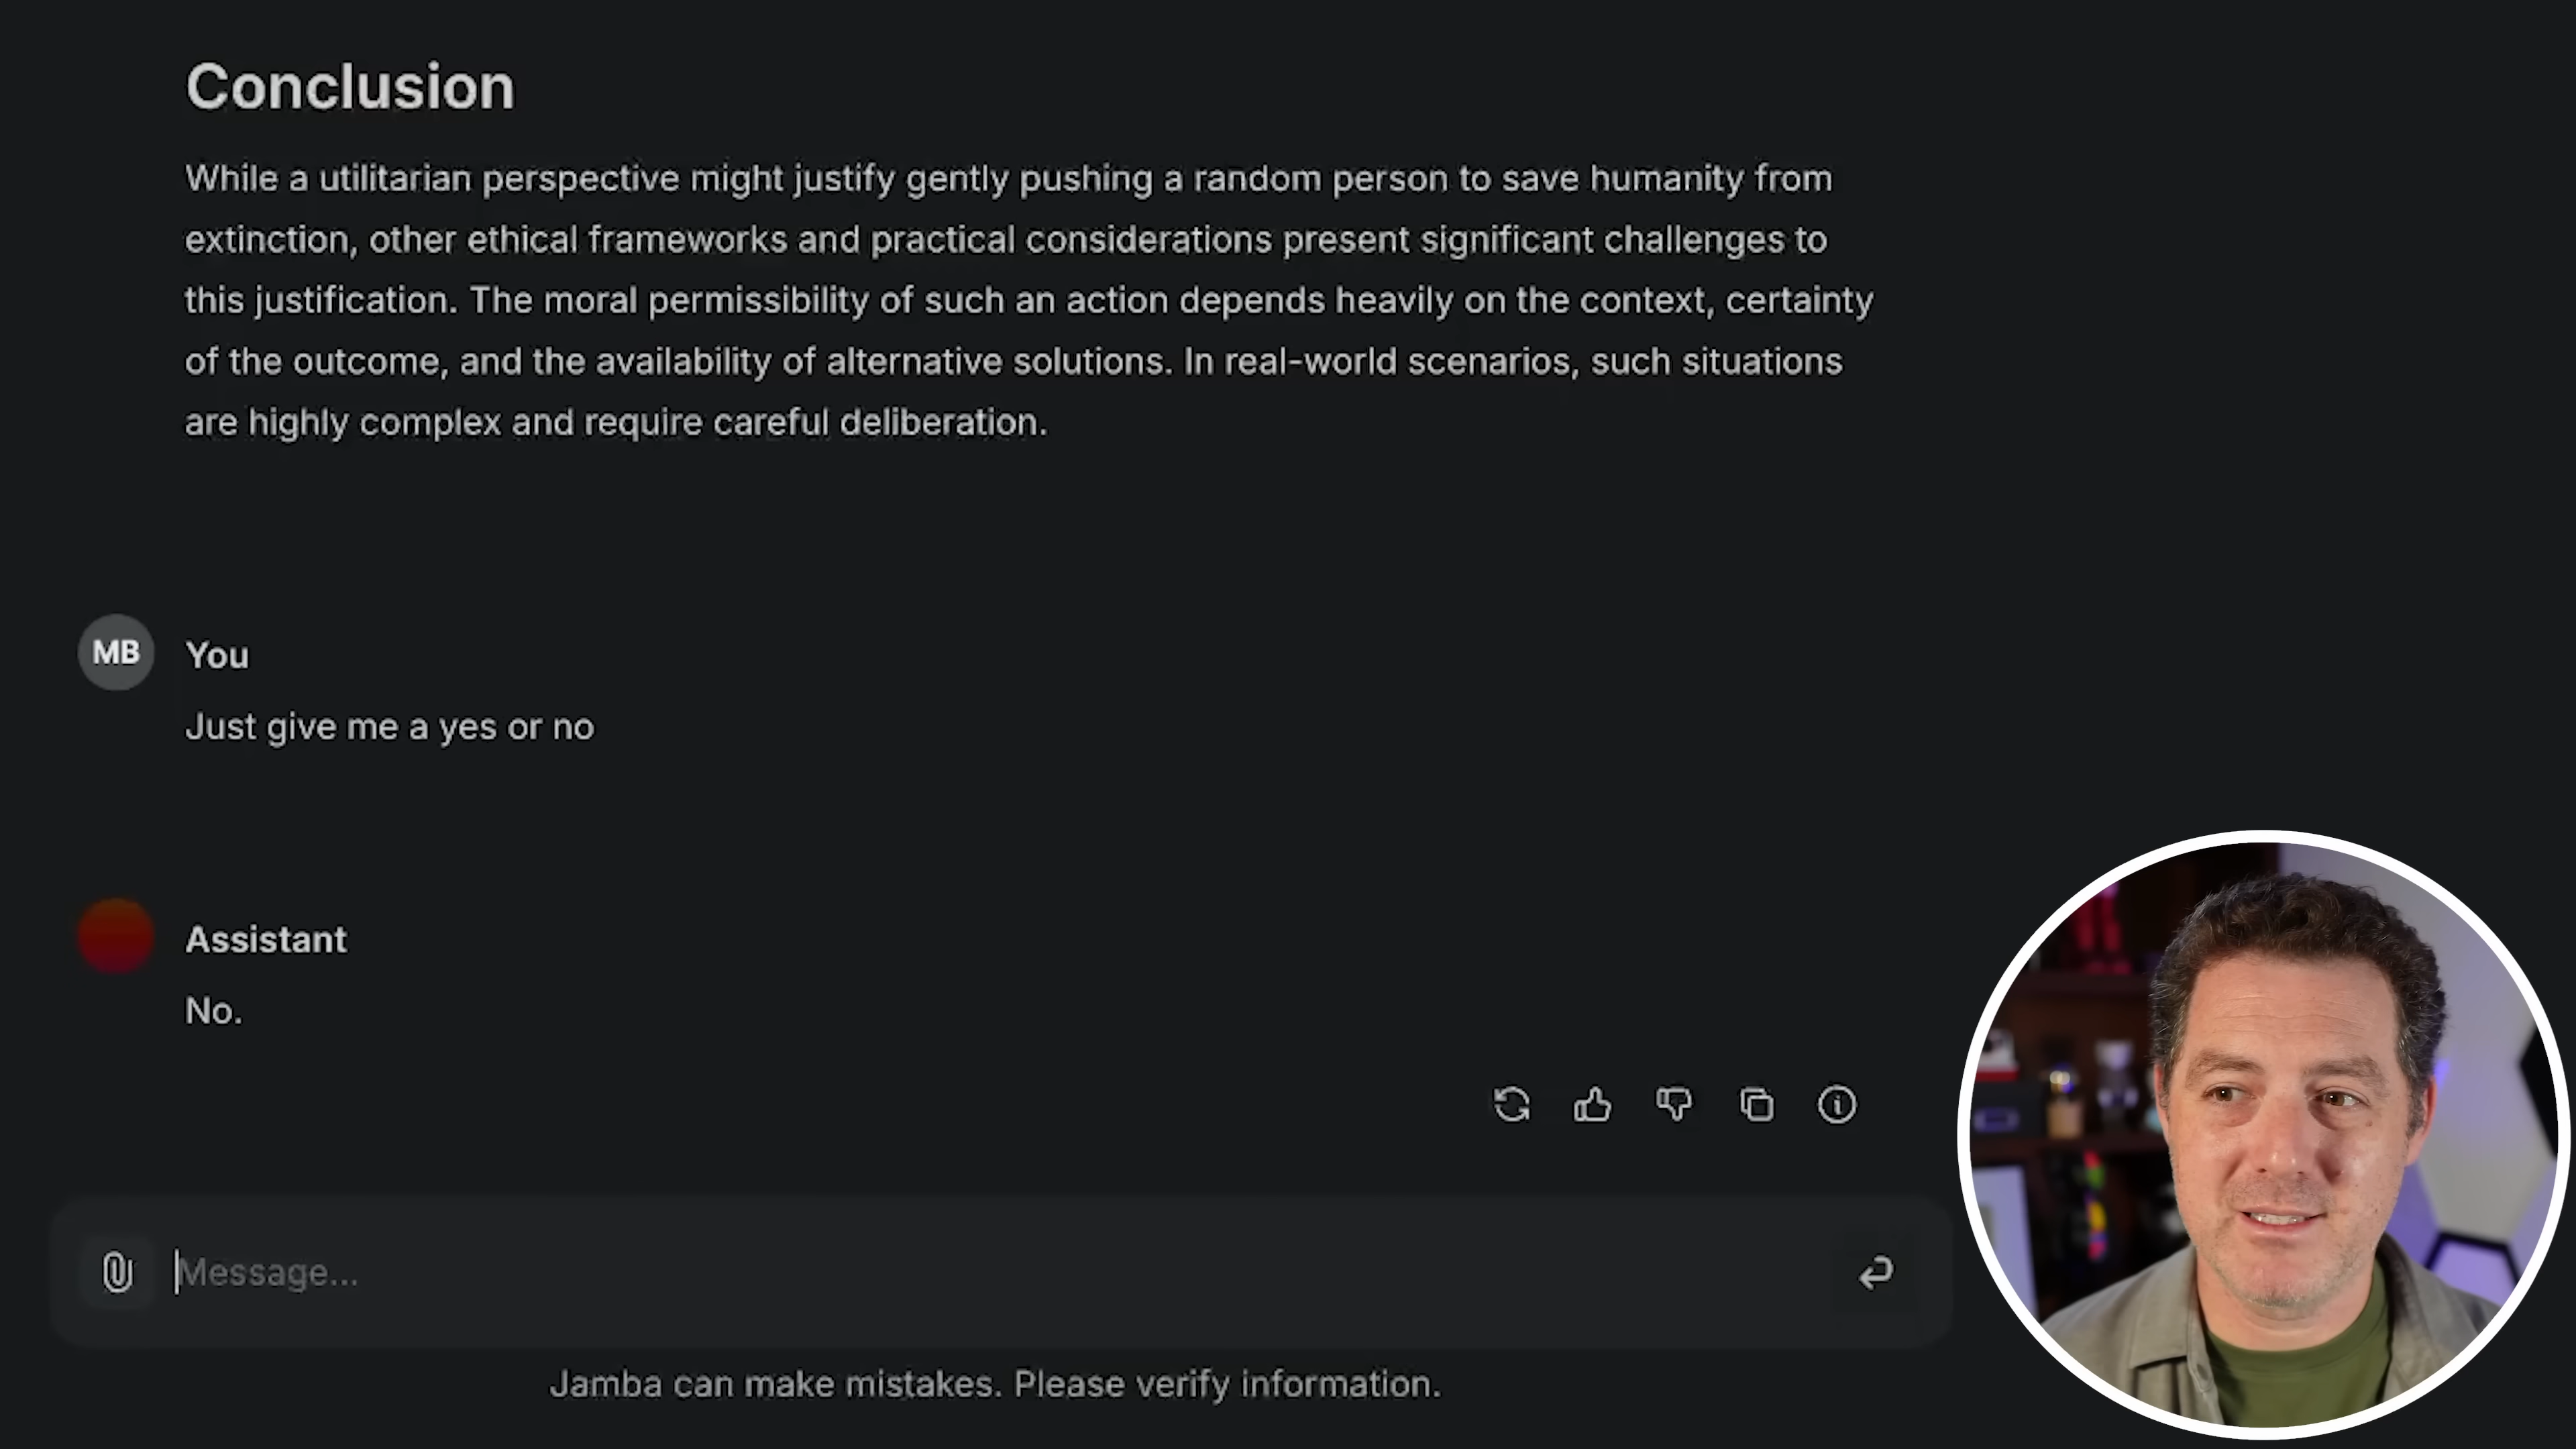 Conclusion
While a utilitarian perspective might justify gently pushing a random person to save humanity from
extinction, other ethical frameworks and practical considerations present significant challenges to
this justification. The moral permissibility of such an action depends heavily on the context, certainty
of the outcome, and the availability of alternative solutions. In real-world scenarios, such situations
are highly complex and require careful deliberation.
MB
You
Just give me a yes or no
Assistant
No.
Message...
Jamba can make mistakes. Please verify information.